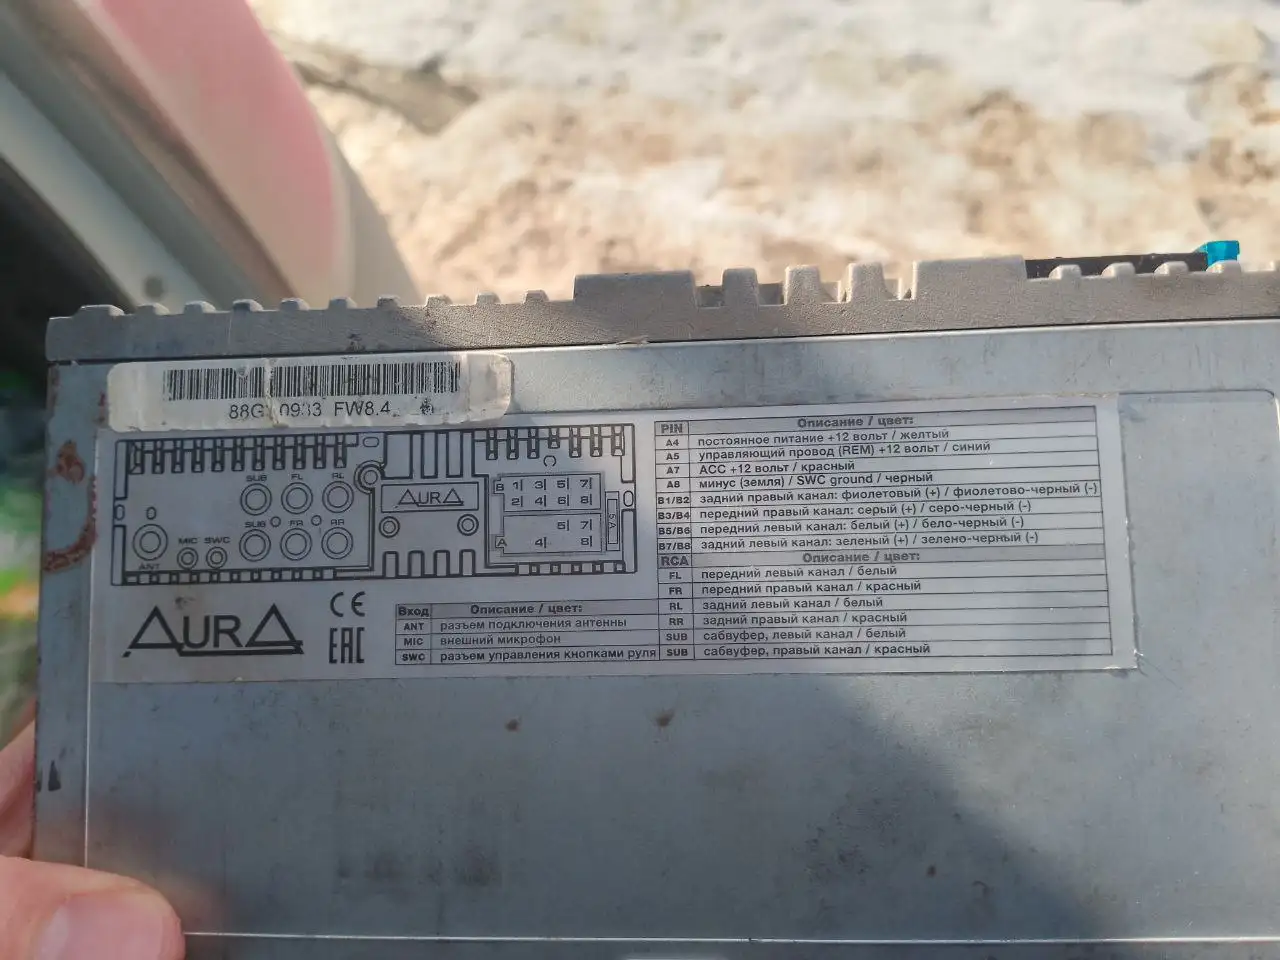 FW8.4
SUB FL RL
B 1 3 5 7
2 4 6 8
SUB FR RR
5 7
A 4 8
5A
MIC SWC
ANT
AURA
AURA
CE
EAC
Вход Описание / цвет:
ANT разъем подключения антенны
MIC внешний микрофон
SWC разъем управления кнопками руля
PIN Описание / цвет:
A4 постоянное питание +12 вольт / желтый
A5 управляющий провод (REM) +12 вольт / синий
A7 ACC +12 вольт / красный
A8 минус (земля) / SWC ground / черный
B1/B2 задний правый канал: фиолетовый (+) / фиолетово-черный (-)
B3/B4 передний правый канал: серый (+) / серо-черный (-)
B5/B6 передний левый канал: белый (+) / бело-черный (-)
B7/B8 задний левый канал: зеленый (+) / зелено-черный (-)
RCA Описание / цвет:
FL передний левый канал / белый
FR передний правый канал / красный
RL задний левый канал / белый
RR задний правый канал / красный
SUB сабвуфер, левый канал / белый
SUB сабвуфер, правый канал / красный